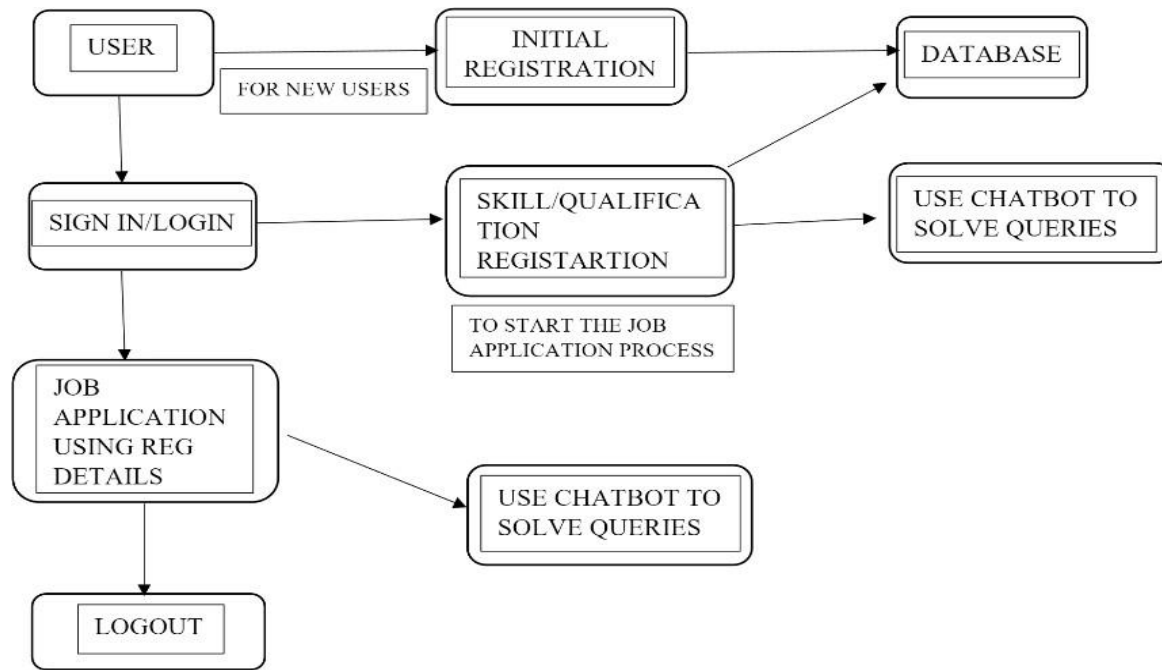 USER
INITIAL
REGISTRATION
DATABASE
FOR NEW USERS
SIGN IN/LOGIN
SKILL/QUALIFICA
TION
REGISTARTION
USE CHATBOT TO
SOLVE QUERIES
TO START THE JOB
APPLICATION PROCESS
JOB
APPLICATION
USING REG
DETAILS
USE CHATBOT TO
SOLVE QUERIES
LOGOUT